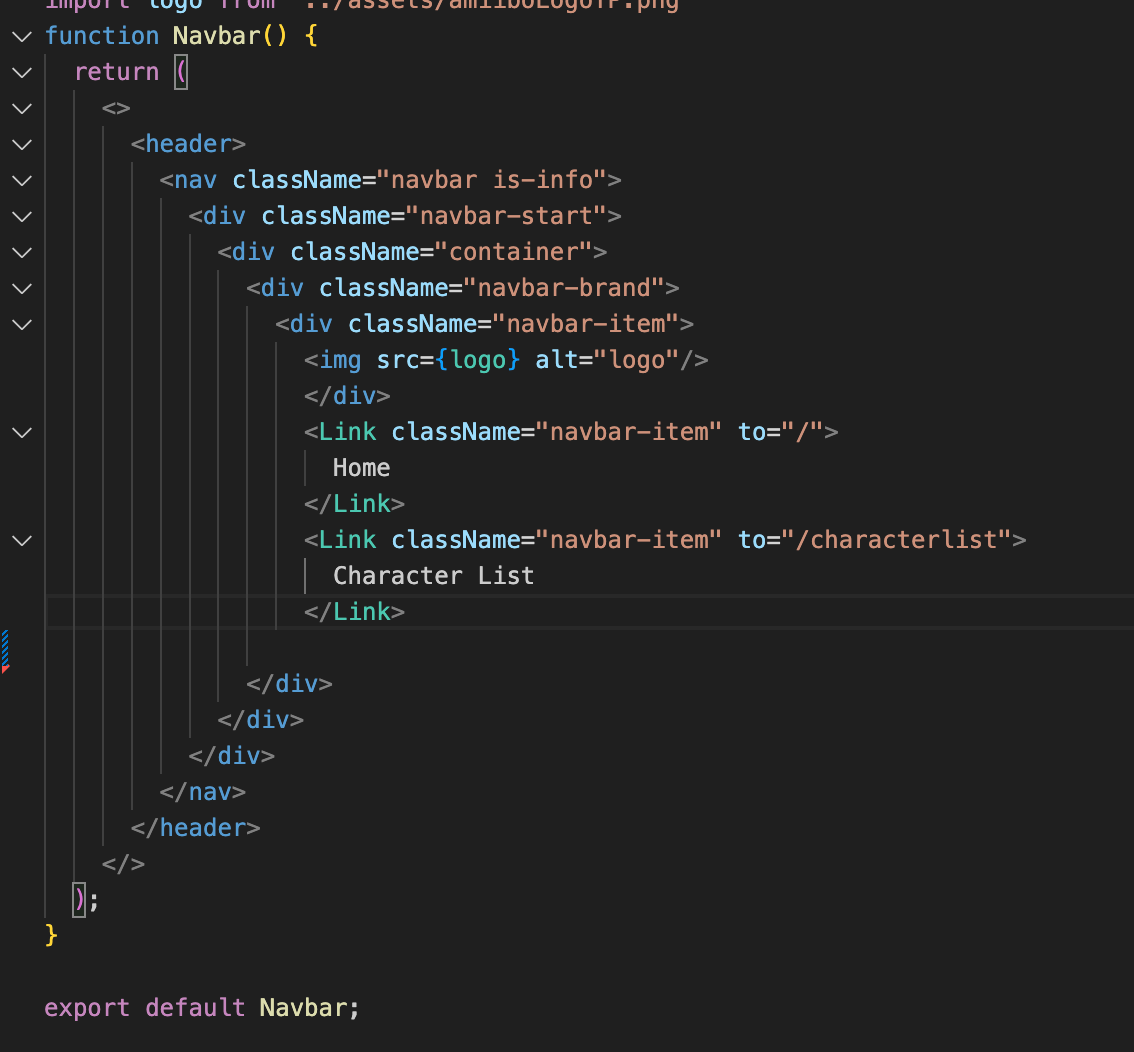 import logo from "../assets/amiiboLogoTP.png
function Navbar() {
  return (
    <>
      <header>
        <nav className="navbar is-info">
          <div className="navbar-start">
            <div className="container">
              <div className="navbar-brand">
                <div className="navbar-item">
                  <img src={logo} alt="logo"/>
                  </div>
                  <Link className="navbar-item" to="/">
                    Home
                  </Link>
                  <Link className="navbar-item" to="/characterlist">
                    Character List
                  </Link>
              </div>
            </div>
          </div>
        </nav>
      </header>
    </>
  );
}
export default Navbar;